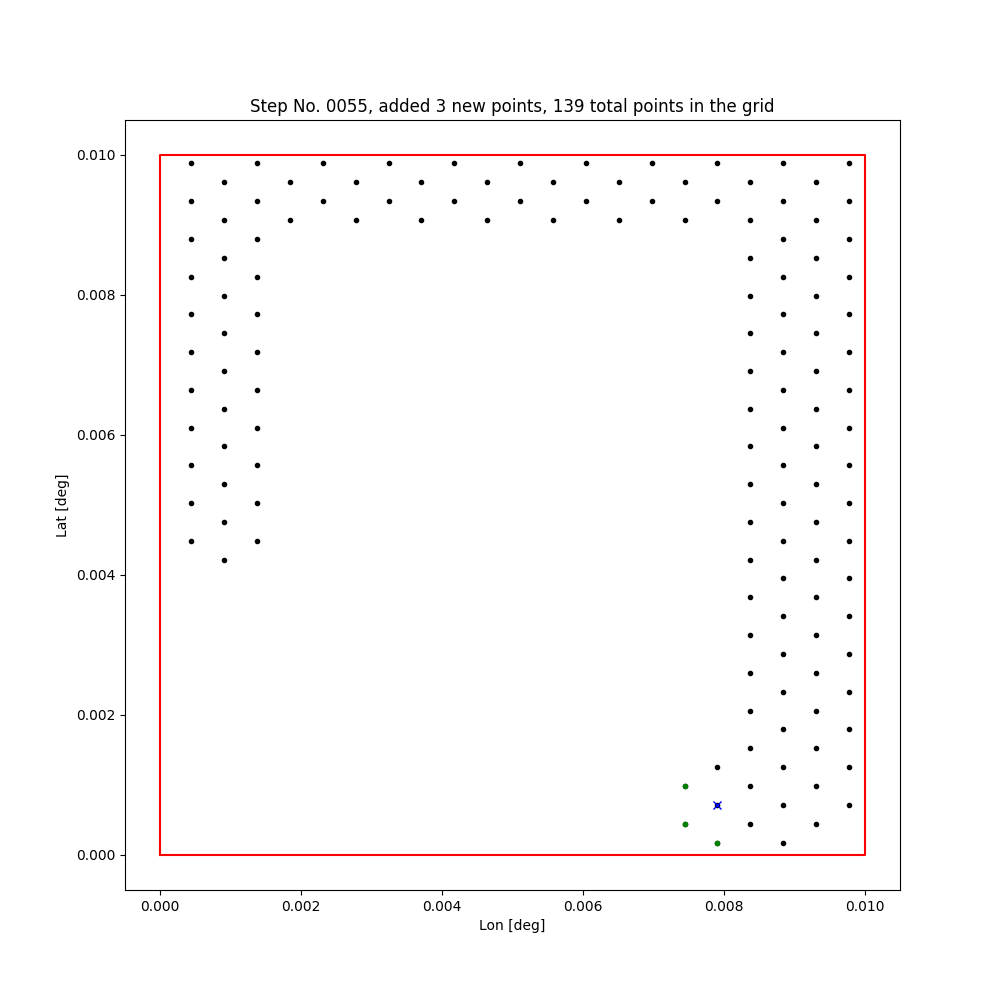 Step No. 0055, added 3 new points, 139 total points in the grid
0.010
0.008
0.006
0.004
0.002
0.000
Lat [deg]
0.000 0.002 0.004 0.006 0.008 0.010
Lon [deg]